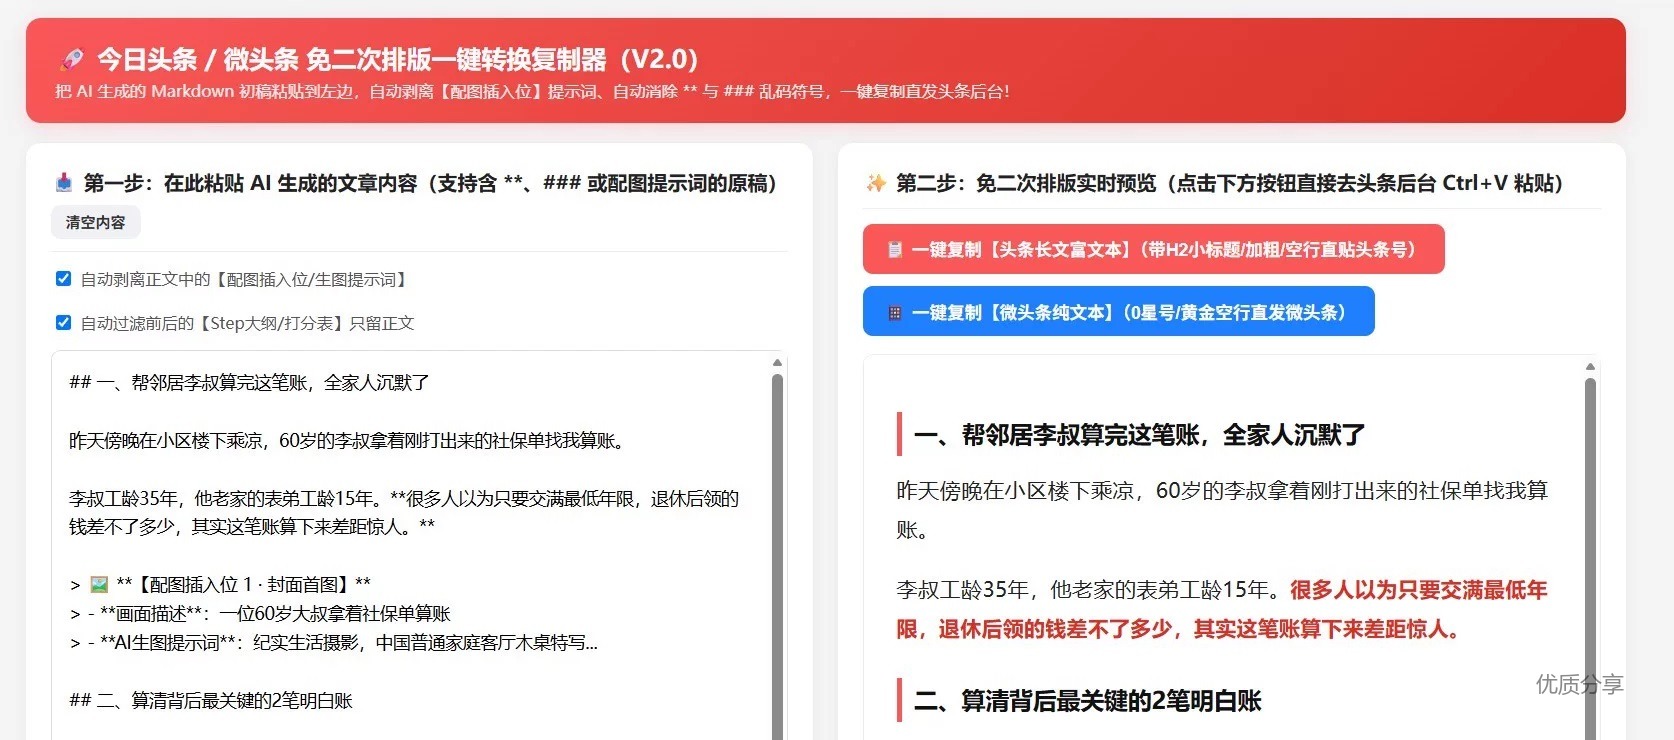 🚀 今日头条 / 微头条 免二次排版一键转换复制器（V2.0）
把 AI 生成的 Markdown 初稿粘贴到左边，自动剥离【配图插入位】提示词、自动消除 ** 与 ### 乱码符号，一键复制直发头条后台！
📥 第一步：在此粘贴 AI 生成的文章内容（支持含 **、### 或配图提示词的原稿）
清空内容
自动剥离正文中的【配图插入位/生图提示词】
自动过滤前后的【Step大纲/打分表】只留正文
## 一、帮邻居李叔算完这笔账，全家人沉默了
昨天傍晚在小区楼下乘凉，60岁的李叔拿着刚打出来的社保单找我算账。
李叔工龄35年，他老家的表弟工龄15年。**很多人以为只要交满最低年限，退休后领的
钱差不了多少，其实这笔账算下来差距惊人。**
> 🖼️ **【配图插入位 1 · 封面首图】**
> - **画面描述**：一位60岁大叔拿着社保单算账
> - **AI生图提示词**：纪实生活摄影，中国普通家庭客厅木桌特写...
## 二、算清背后最关键的2笔明白账
✨ 第二步：免二次排版实时预览（点击下方按钮直接去头条后台 Ctrl+V 粘贴）
📋 一键复制【头条长文富文本】（带H2小标题/加粗/空行直贴头条号）
📱 一键复制【微头条纯文本】（0星号/黄金空行直发微头条）
一、帮邻居李叔算完这笔账，全家人沉默了
昨天傍晚在小区楼下乘凉，60岁的李叔拿着刚打出来的社保单找我算
账。
李叔工龄35年，他老家的表弟工龄15年。很多人以为只要交满最低年
限，退休后领的钱差不了多少，其实这笔账算下来差距惊人。
二、算清背后最关键的2笔明白账
优质分享